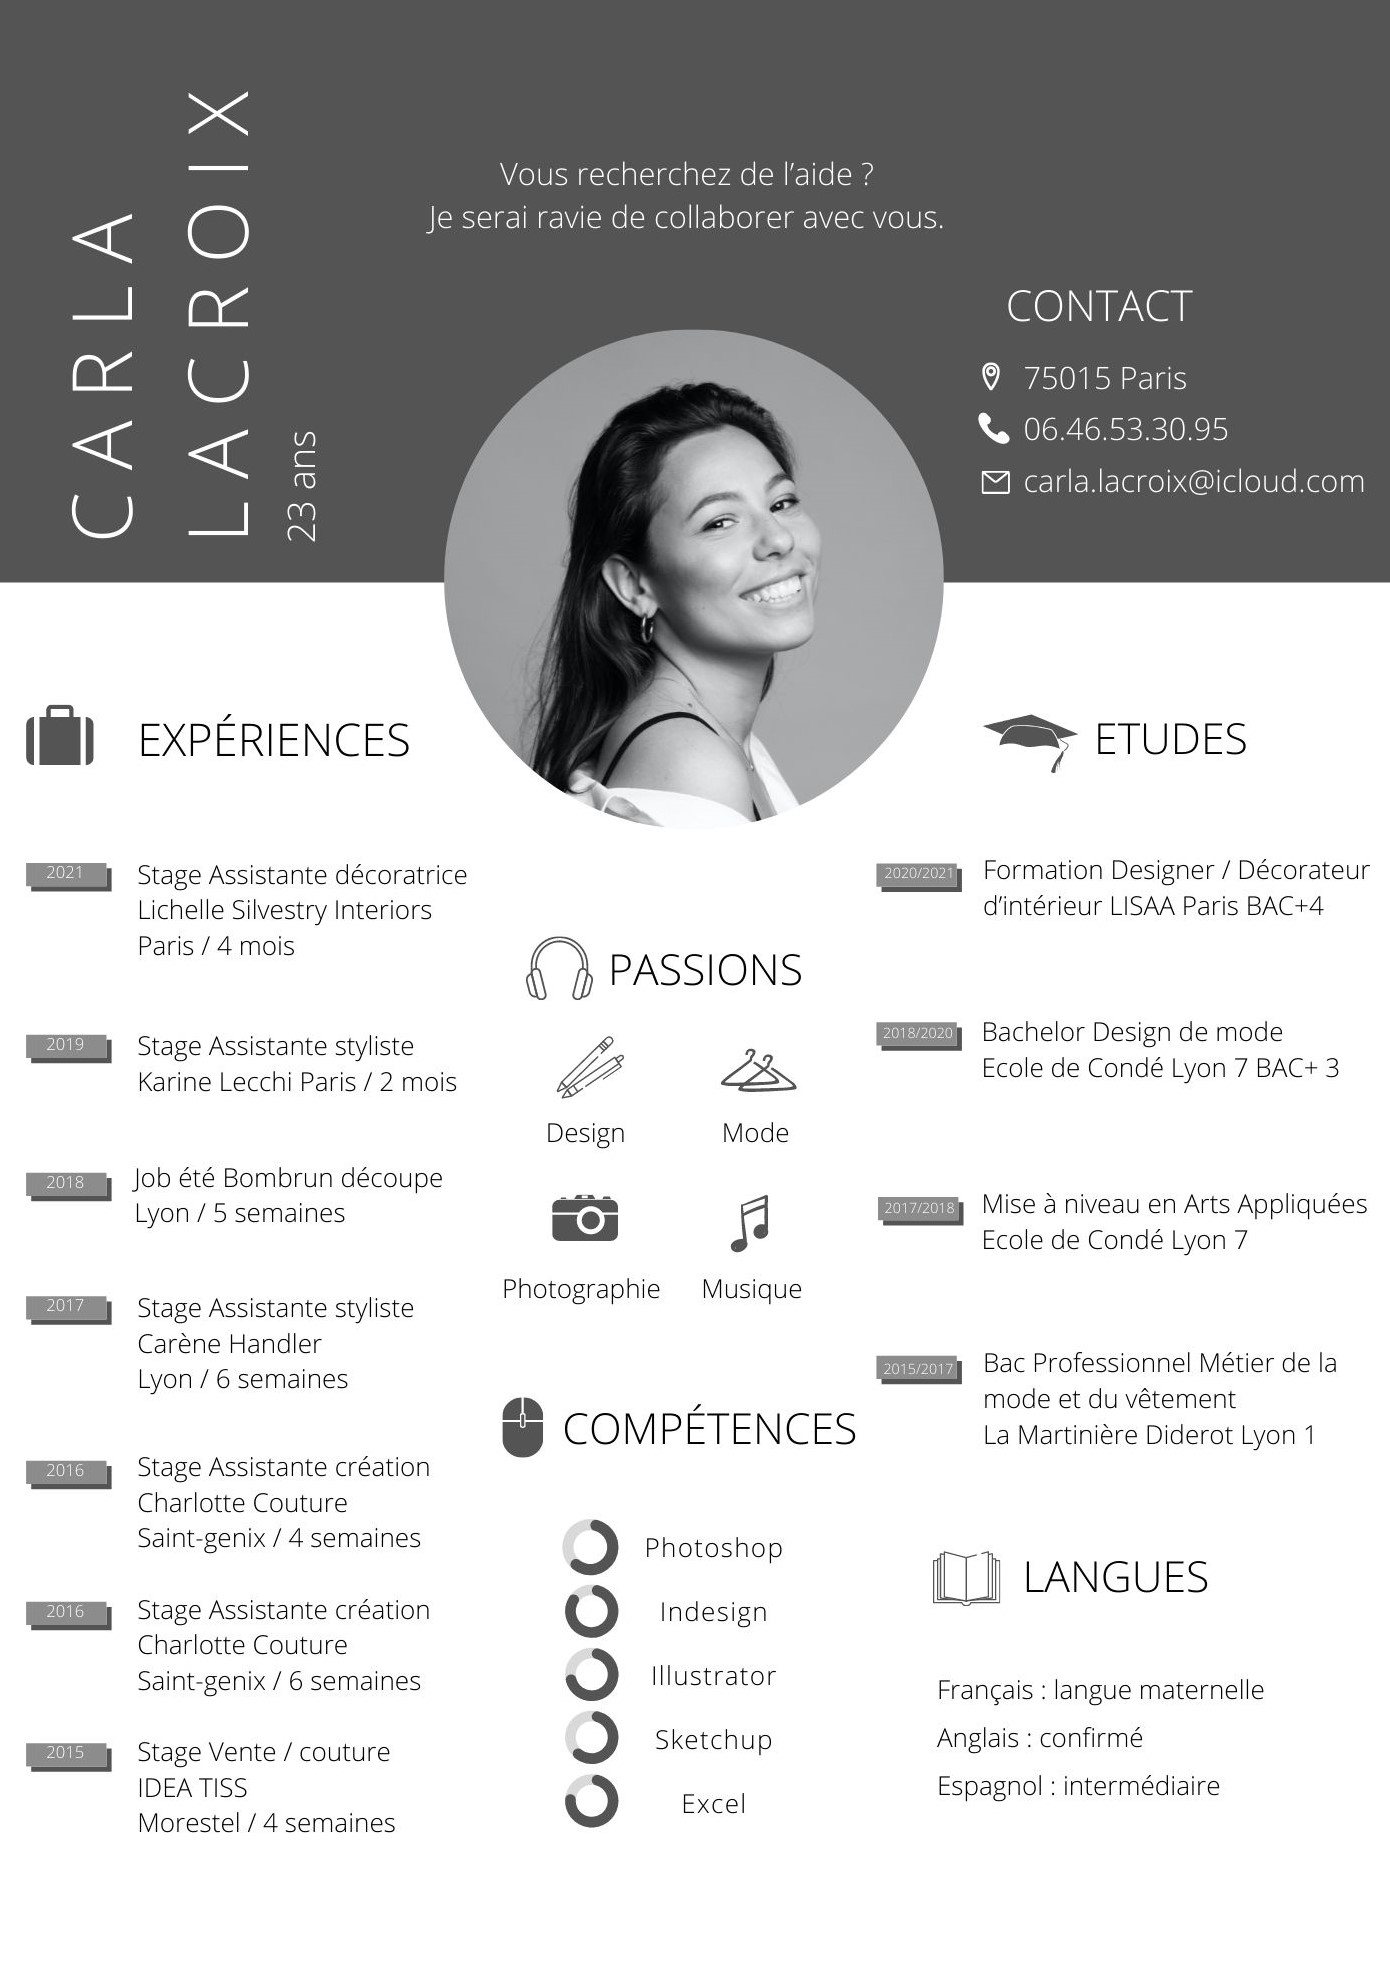 CARLA
LACROIX
23 ans
Vous recherchez de l’aide ?
Je serai ravie de collaborer avec vous.
CONTACT
75015 Paris
06.46.53.30.95
carla.lacroix@icloud.com
EXPÉRIENCES
2021
Stage Assistante décoratrice
Lichelle Silvestry Interiors
Paris / 4 mois
2019
Stage Assistante styliste
Karine Lecchi Paris / 2 mois
2018
Job été Bombrun découpe
Lyon / 5 semaines
2017
Stage Assistante styliste
Carène Handler
Lyon / 6 semaines
2016
Stage Assistante création
Charlotte Couture
Saint-genix / 4 semaines
2016
Stage Assistante création
Charlotte Couture
Saint-genix / 6 semaines
2015
Stage Vente / couture
IDEA TISS
Morestel / 4 semaines
PASSIONS
Design
Mode
Photographie
Musique
COMPÉTENCES
Photoshop
Indesign
Illustrator
Sketchup
Excel
ETUDES
2020/2021
Formation Designer / Décorateur
d’intérieur LISAA Paris BAC+4
2018/2020
Bachelor Design de mode
Ecole de Condé Lyon 7 BAC+ 3
2017/2018
Mise à niveau en Arts Appliquées
Ecole de Condé Lyon 7
2015/2017
Bac Professionnel Métier de la
mode et du vêtement
La Martinière Diderot Lyon 1
LANGUES
Français : langue maternelle
Anglais : confirmé
Espagnol : intermédiaire